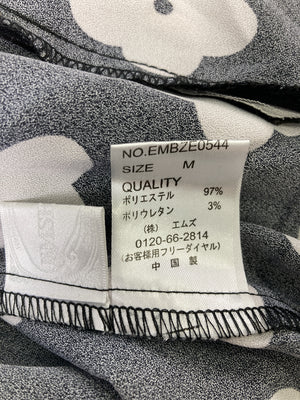 NO.EMBZE0544
SIZE M
QUALITY
ポリエステル 97%
ポリウレタン 3%
(株) エムズ
0120-66-2814
(お客様用フリーダイヤル)
中国製